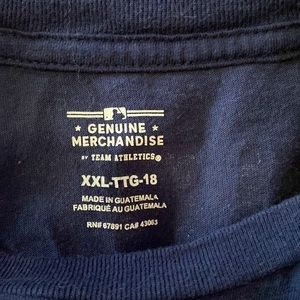 ★ GENUINE ★
MERCHANDISE
BY TEAM ATHLETICS®
XXL-TTG-18
MADE IN GUATEMALA
FABRIQUÉ AU GUATEMALA
RN# 67891 CA# 43063